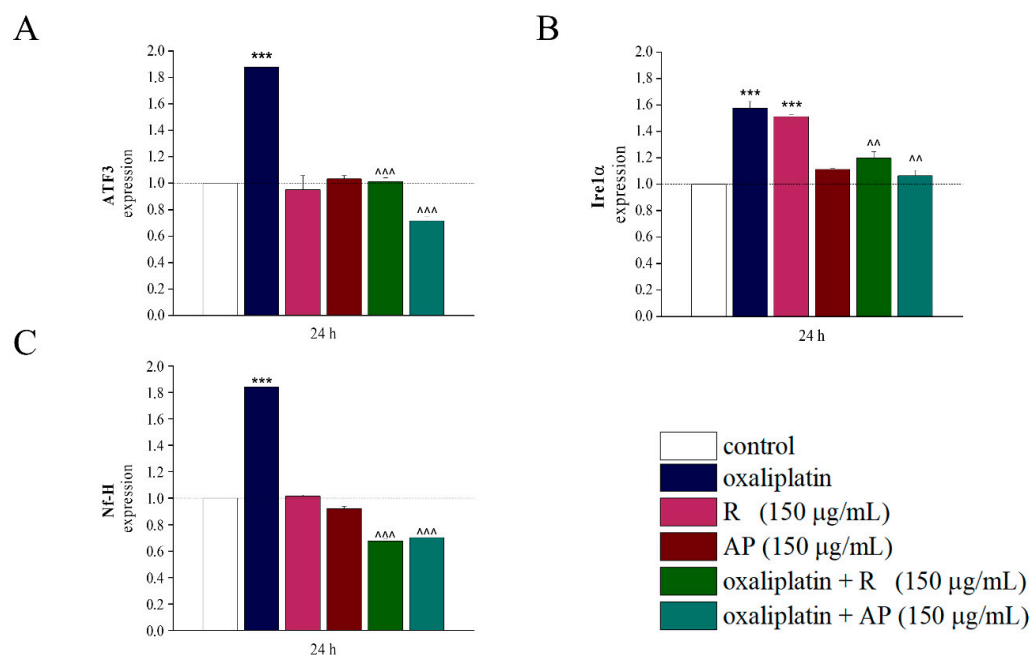 A
2.0
1.8
1.6
1.4
1.2
1.0
0.8
0.6
0.4
0.2
0.0
ATF3
expression
***
^^^
^^^
24 h
B
2.0
1.8
1.6
1.4
1.2
1.0
0.8
0.6
0.4
0.2
0.0
Ire1α
expression
***
***
^^
^^
24 h
C
2.0
1.8
1.6
1.4
1.2
1.0
0.8
0.6
0.4
0.2
0.0
Nf-H
expression
***
^^^
^^^
24 h
control
oxaliplatin
R (150 μg/mL)
AP (150 μg/mL)
oxaliplatin + R (150 μg/mL)
oxaliplatin + AP (150 μg/mL)